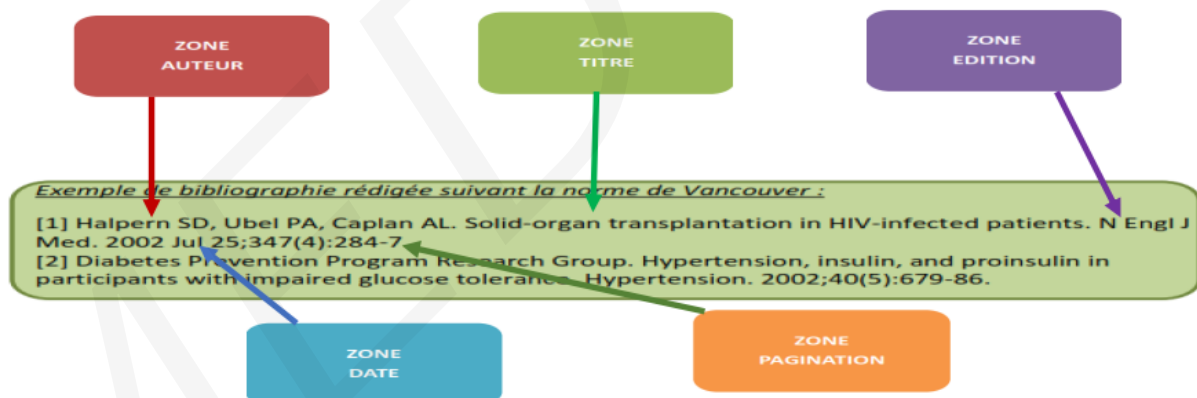 ZONE
AUTEUR
ZONE
TITRE
ZONE
EDITION
Exemple de bibliographie rédigée suivant la norme de Vancouver :
[1] Halpern SD, Ubel PA, Caplan AL. Solid-organ transplantation in HIV-infected patients. N Engl J
Med. 2002 Jul 25;347(4):284-7.
[2] Diabetes Prevention Program Research Group. Hypertension, insulin, and proinsulin in
participants with impaired glucose tolerance. Hypertension. 2002;40(5):679-86.
ZONE
DATE
ZONE
PAGINATION